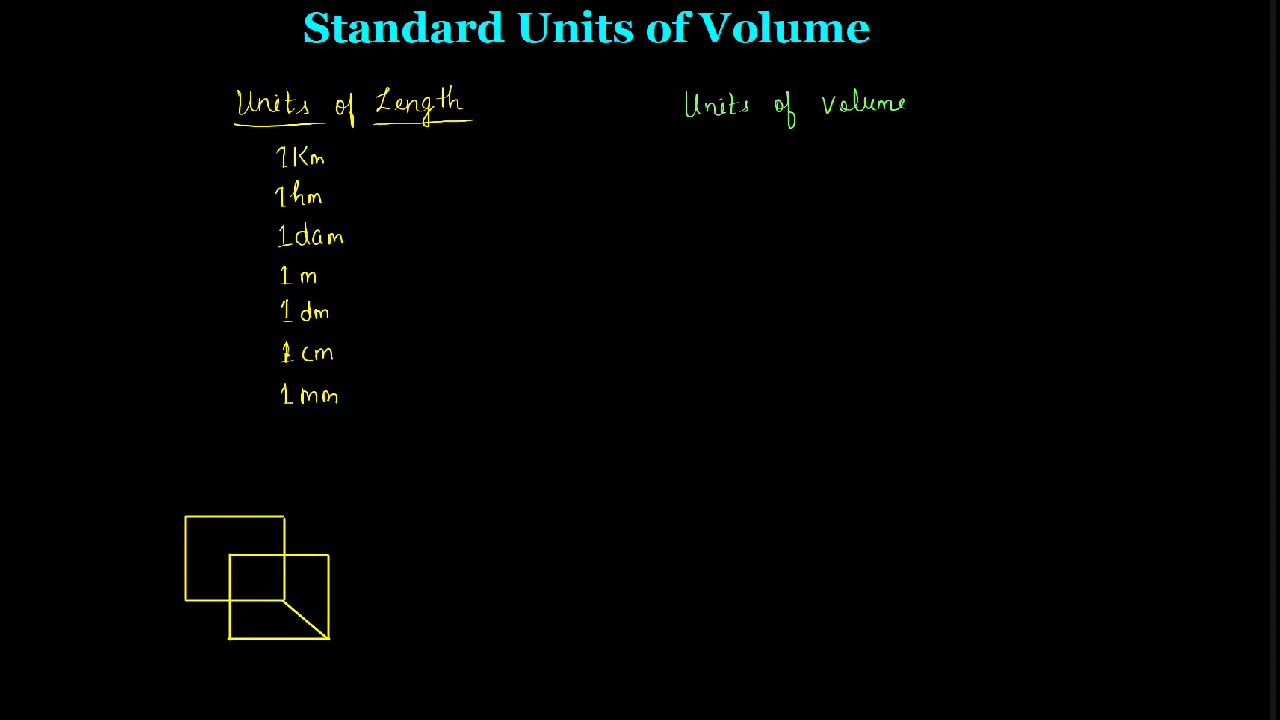 Standard Units of Volume
Units of Length
Units of volume
1Km
1hm
1dam
1 m
1 dm
1 cm
1 mm